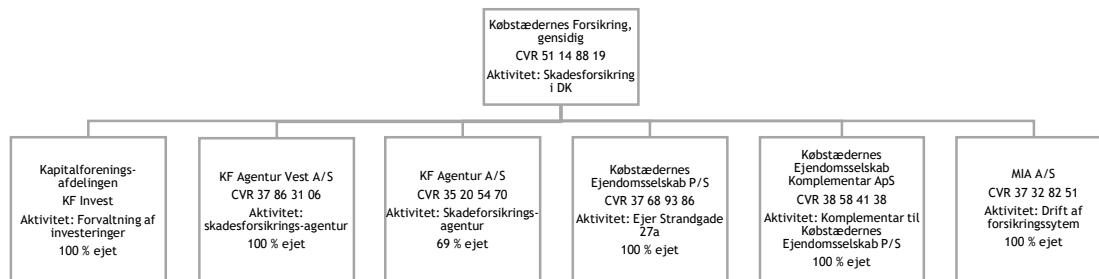 Købstædernes Forsikring,
gensidig
CVR 51 14 88 19
Aktivitet: Skadesforsikring
i DK
Kapitalforenings-
afdelingen
KF Invest
Aktivitet: Forvaltning af
investeringer
100 % ejet
KF Agentur Vest A/S
CVR 37 86 31 06
Aktivitet:
skadesforsikrings-agentur
100 % ejet
KF Agentur A/S
CVR 35 20 54 70
Aktivitet: Skadeforsikrings-
agentur
69 % ejet
Købstædernes
Ejendomsselskab P/S
CVR 37 68 93 86
Aktivitet: Ejer Strandgade
27a
100 % ejet
Købstædernes
Ejendomsselskab
Komplementar ApS
CVR 38 58 41 38
Aktivitet: Komplementar til
Købstædernes
Ejendomsselskab P/S
100 % ejet
MIA A/S
CVR 37 32 82 51
Aktivitet: Drift af
forsikringssytem
100 % ejet